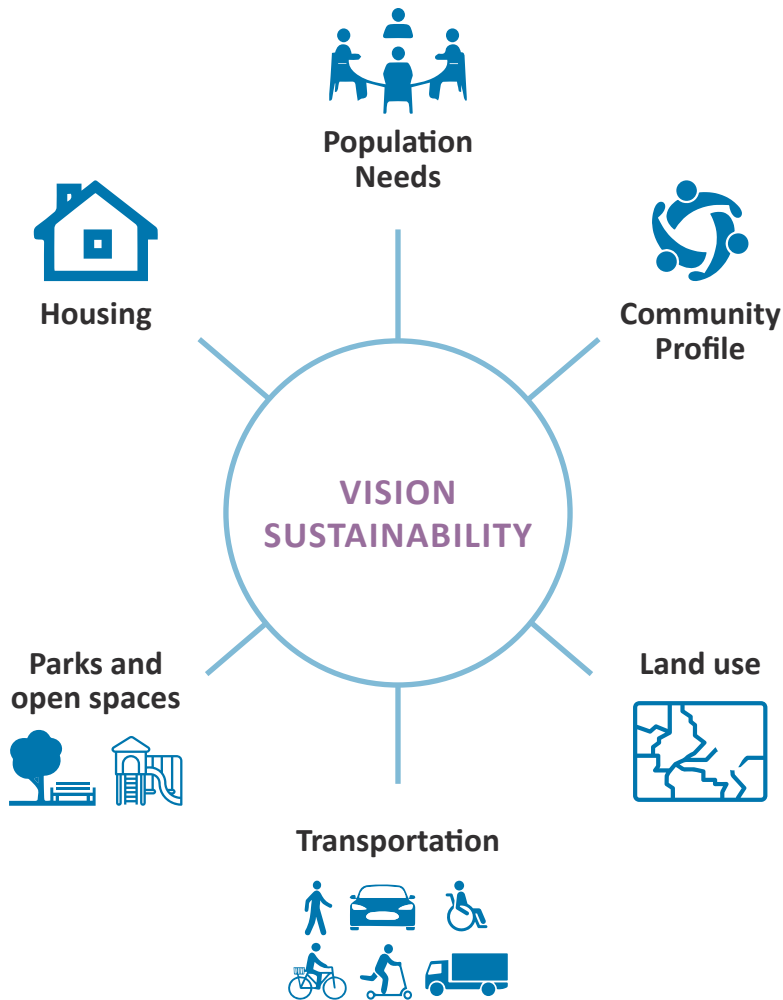 Population
Needs
Housing
Community
Profile
VISION
SUSTAINABILITY
Parks and
open spaces
Land use
Transportation